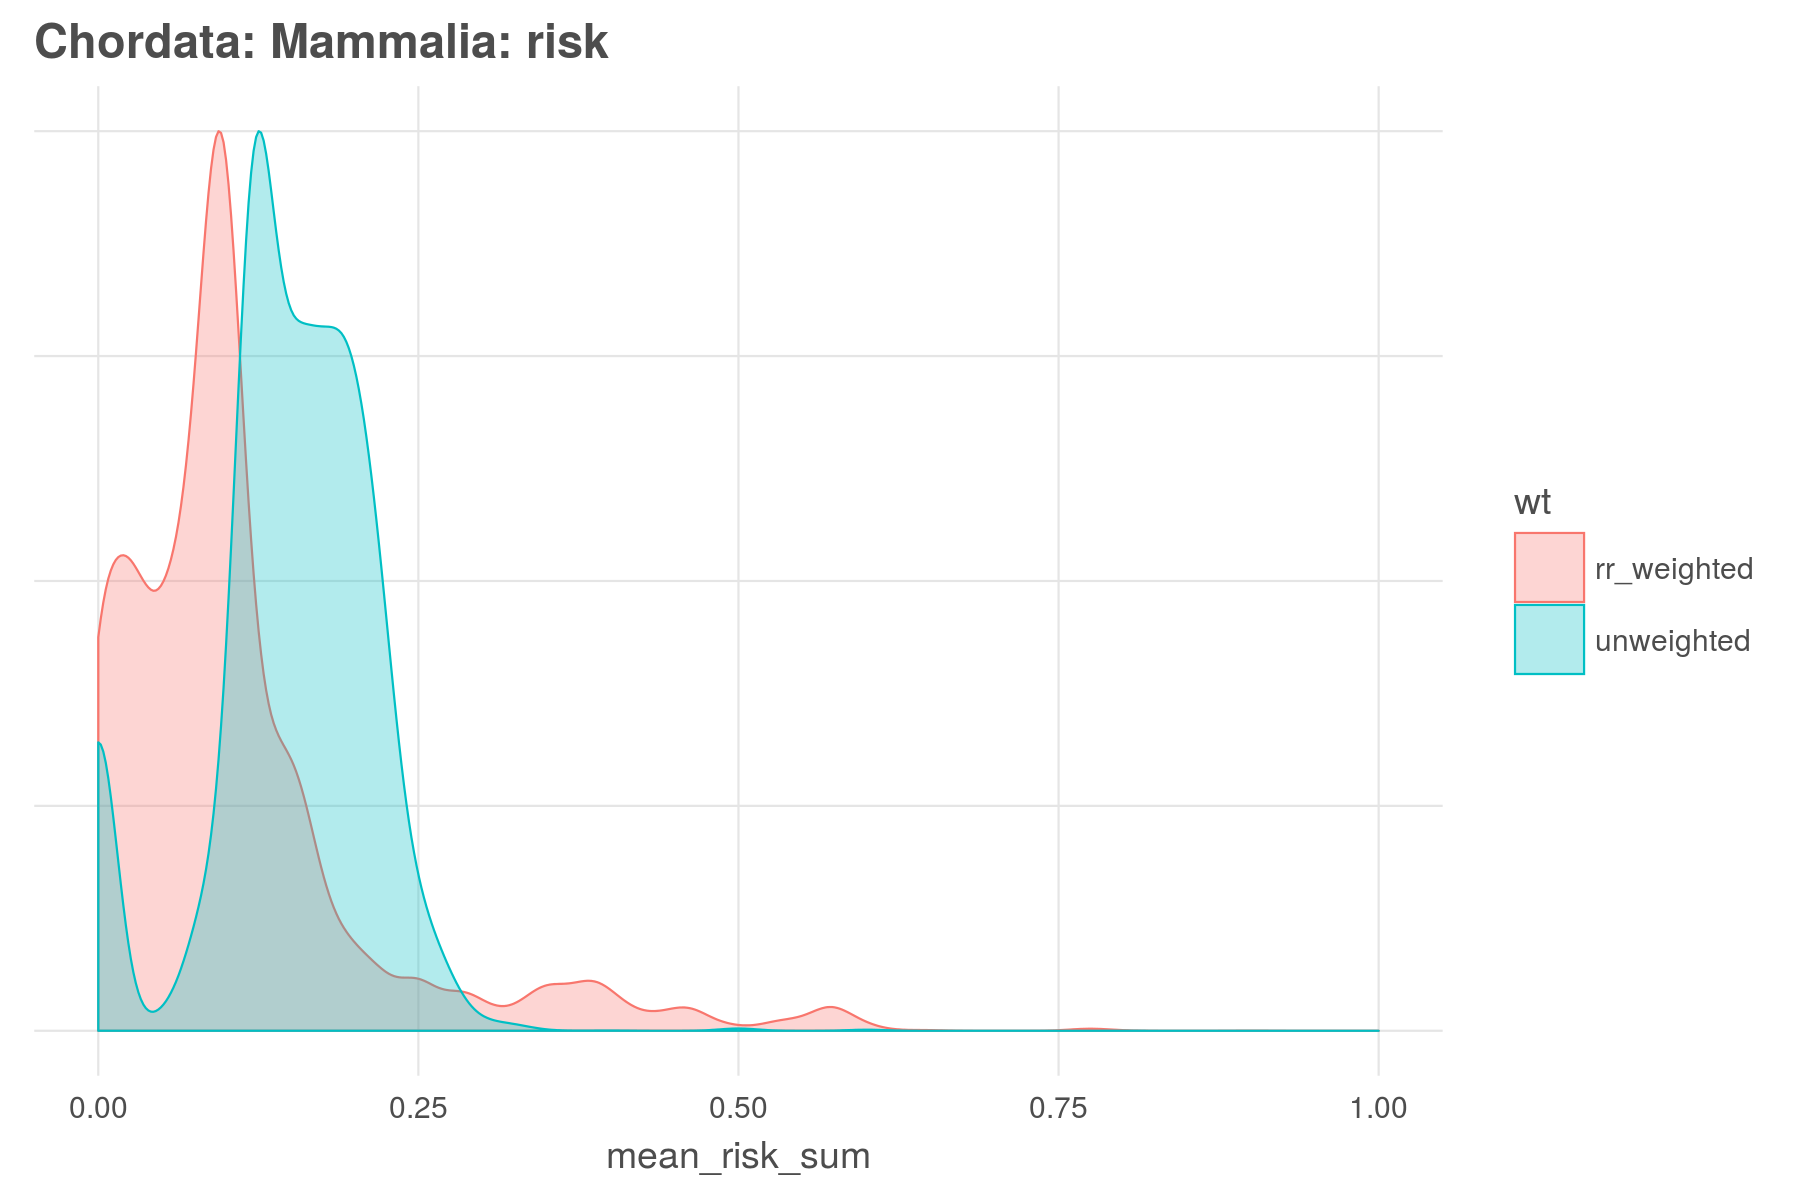 Chordata: Mammalia: risk
wt
rr_weighted
unweighted
0.00 0.25 0.50 0.75 1.00
mean_risk_sum